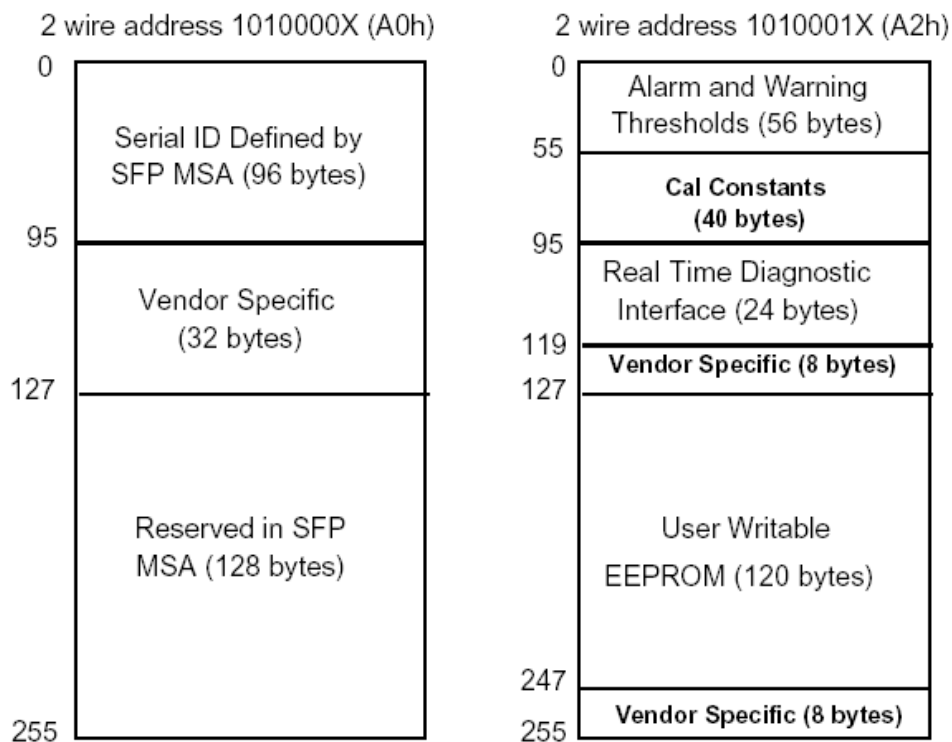 2 wire address 1010000X (A0h)
0
Serial ID Defined by
SFP MSA (96 bytes)
95
Vendor Specific
(32 bytes)
127
Reserved in SFP
MSA (128 bytes)
255
2 wire address 1010001X (A2h)
0
Alarm and Warning
Thresholds (56 bytes)
55
Cal Constants
(40 bytes)
95
Real Time Diagnostic
Interface (24 bytes)
119
Vendor Specific (8 bytes)
127
User Writable
EEPROM (120 bytes)
247
Vendor Specific (8 bytes)
255